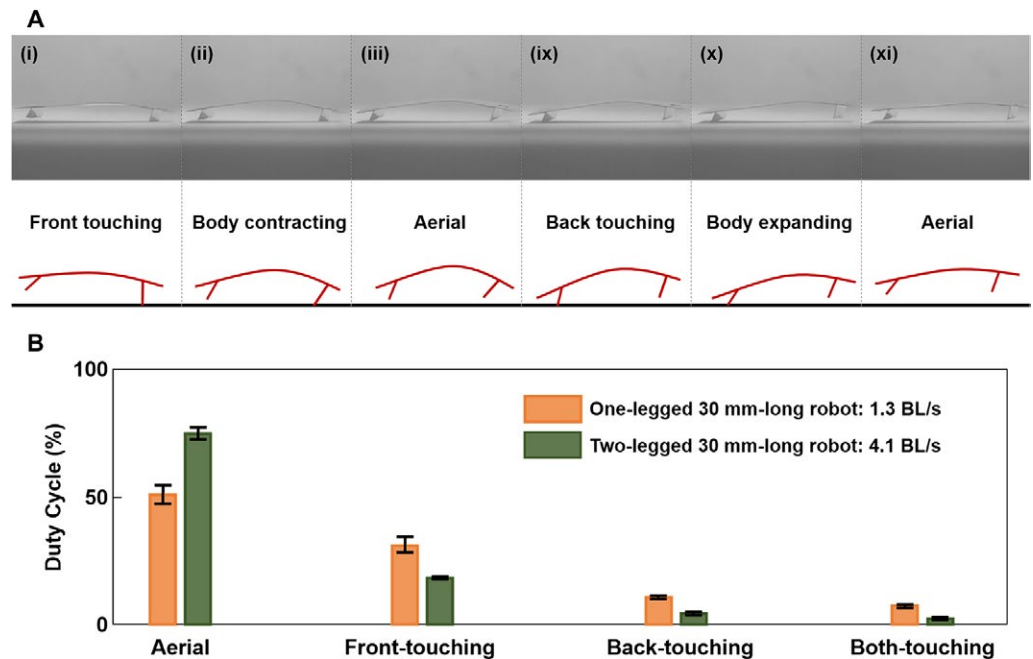 A
(i) (ii) (iii) (ix) (x) (xi)
Front touching Body contracting Aerial Back touching Body expanding Aerial
B
100
One-legged 30 mm-long robot: 1.3 BL/s
Two-legged 30 mm-long robot: 4.1 BL/s
50
Duty Cycle (%)
0
Aerial Front-touching Back-touching Both-touching